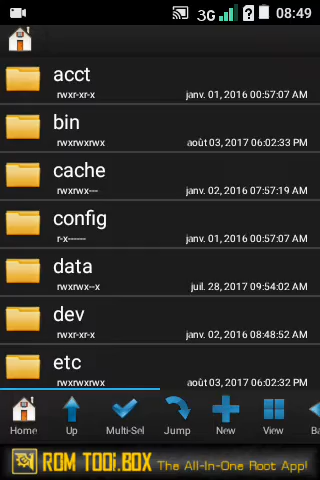 3G 08:49
acct
rwxr-xr-x janv. 01, 2016 00:57:07 AM
bin
rwxrwxrwx août 03, 2017 06:02:33 PM
cache
rwxrwx--- janv. 02, 2016 07:57:19 AM
config
r-x------ janv. 01, 2016 00:57:07 AM
data
rwxrwx--x juil. 28, 2017 09:54:02 AM
dev
rwxr-xr-x janv. 02, 2016 08:48:52 AM
etc
rwxrwxrwx août 03, 2017 06:02:32 PM
Home Up Multi-Sel Jump New View Ba
ROM TOOL.BOX The All-In-One Root App!